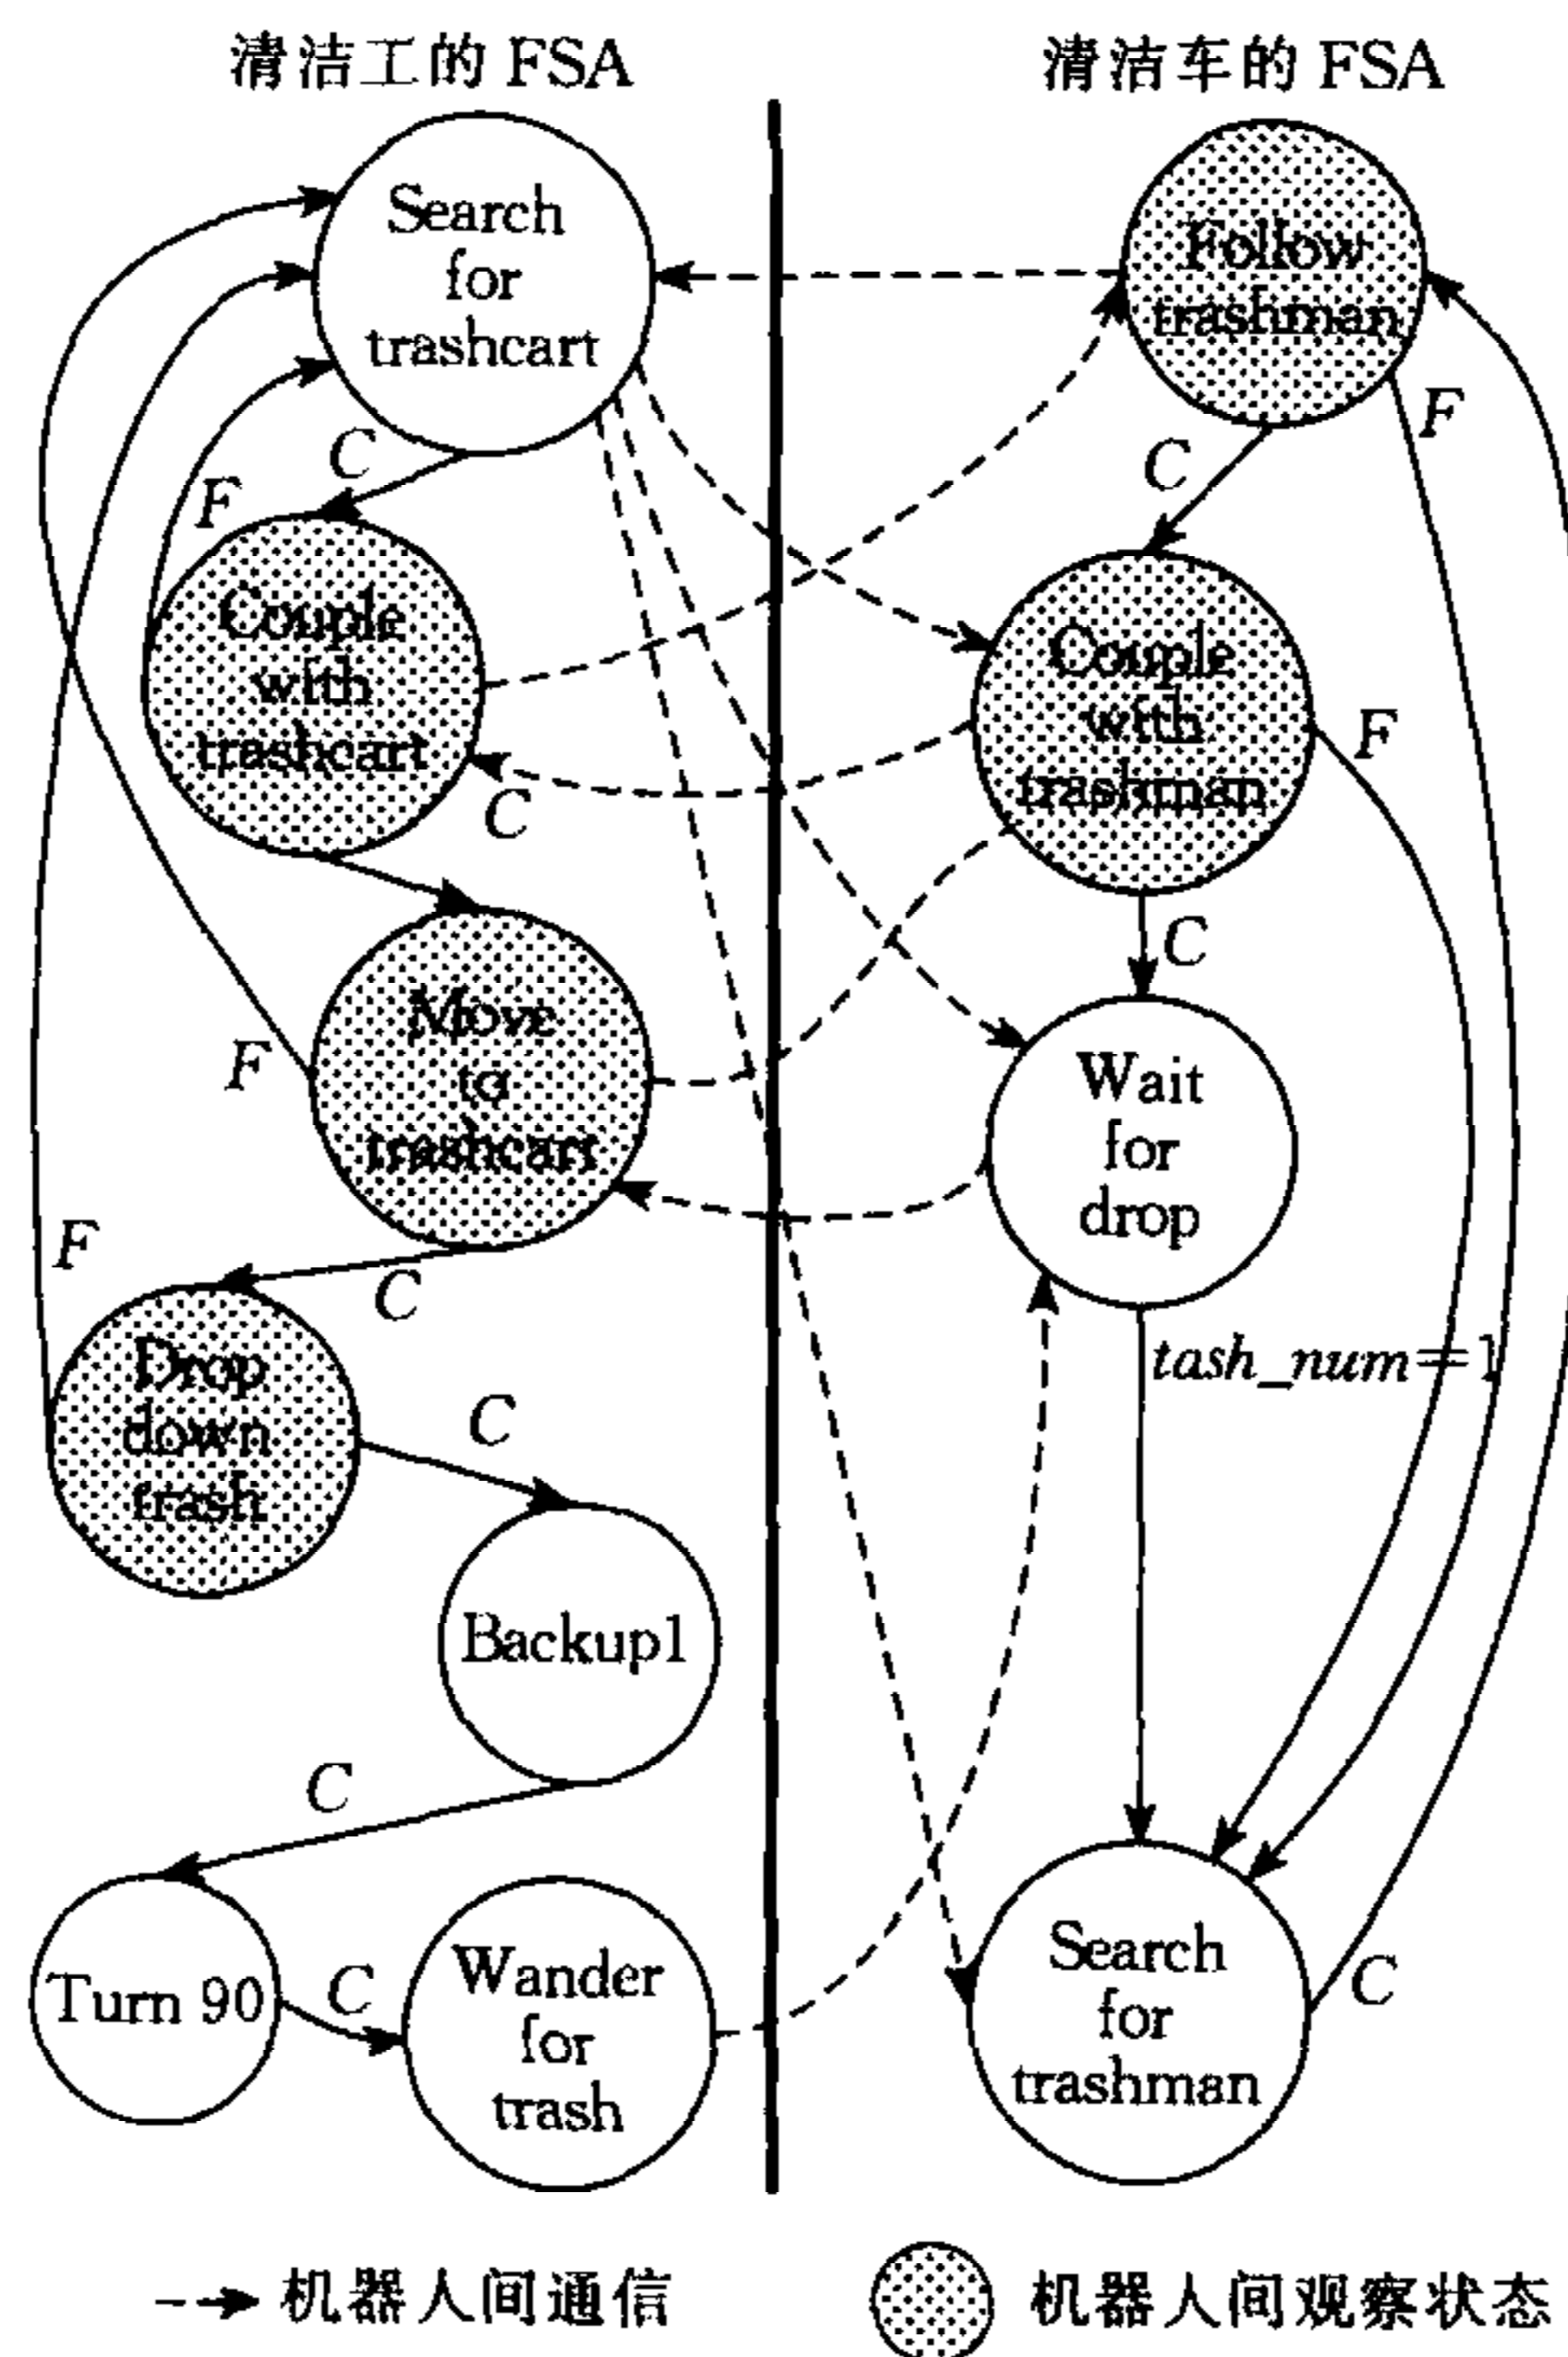 清洁工的 FSA
清洁车的 FSA
Search
for
trashcart
Follow
trashman
C
F
C
F
Couple
with
trashcart
C
Couple
with
trashman
F
C
Move
to
trashcart
F
C
Wait
for
drop
tash_num=1
F
Drop
down
trash
C
Backup1
C
Turn 90
C
Wander
for
trash
Search
for
trashman
C
机器人间通信
机器人间观察状态